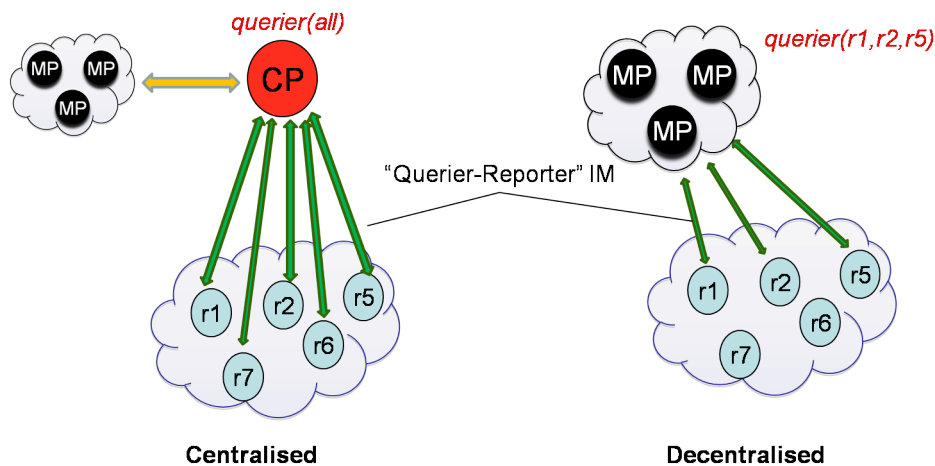 querier(all)
MP
MP
MP
CP
"Querier-Reporter" IM
r1
r2
r5
r6
r7
Centralised
querier(r1,r2,r5)
MP
MP
MP
r1
r2
r5
r6
r7
Decentralised